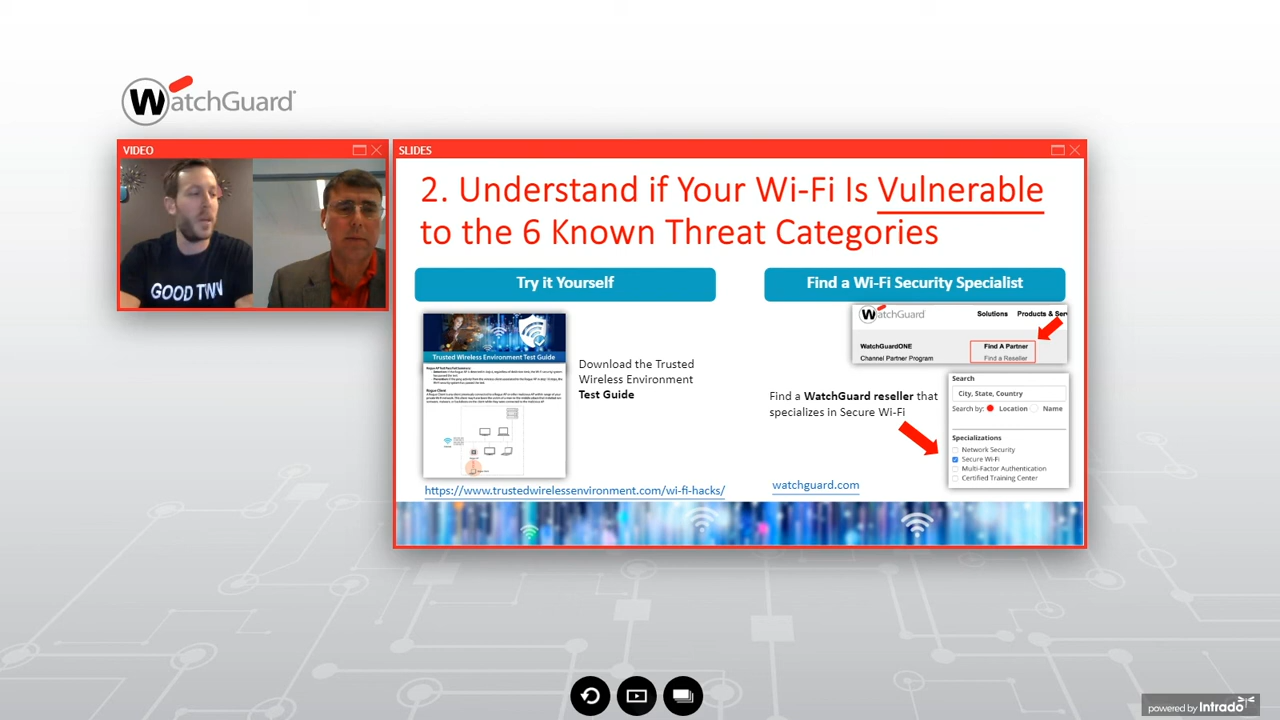 WatchGuard
VIDEO
GOOD
SLIDES
2. Understand if Your Wi-Fi Is Vulnerable
to the 6 Known Threat Categories
Try it Yourself
Trusted Wireless Environment Test Guide
Download the Trusted
Wireless Environment
Test Guide
https://www.trustedwirelessenvironment.com/wi-fi-hacks/
Find a Wi-Fi Security Specialist
WatchGuard
Solutions
Products & Serv
WatchGuardONE
Channel Partner Program
Find A Partner
Find a Reseller
Find a WatchGuard reseller that
specializes in Secure Wi-Fi
Search
City, State, Country
Search by: Location Name
Specializations
Network Security
Secure Wi-Fi
Multi-Factor Authentication
Certified Training Center
watchguard.com
powered by Intrado